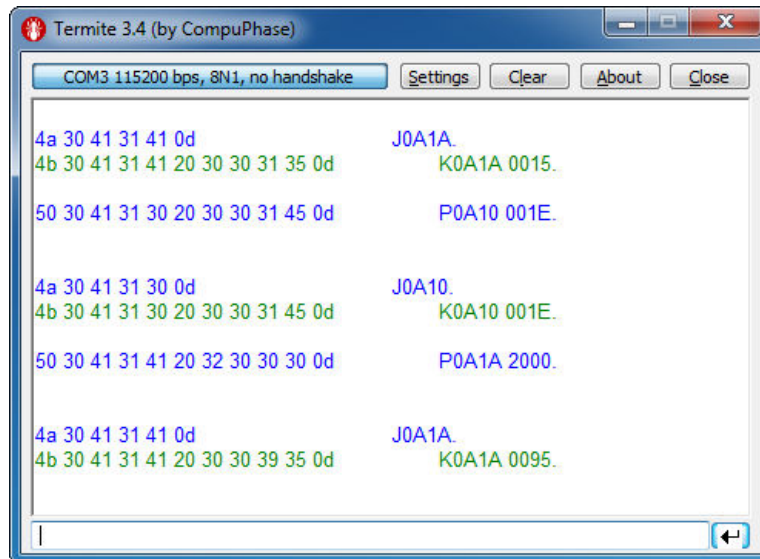 Termite 3.4 (by CompuPhase)
COM3 115200 bps, 8N1, no handshake Settings Clear About Close
4a 30 41 31 41 0d J0A1A.
4b 30 41 31 41 20 30 30 31 35 0d K0A1A 0015.
50 30 41 31 30 20 30 30 31 45 0d P0A10 001E.
4a 30 41 31 30 0d J0A10.
4b 30 41 31 30 20 30 30 31 45 0d K0A10 001E.
50 30 41 31 41 20 32 30 30 30 0d P0A1A 2000.
4a 30 41 31 41 0d J0A1A.
4b 30 41 31 41 20 30 30 39 35 0d K0A1A 0095.